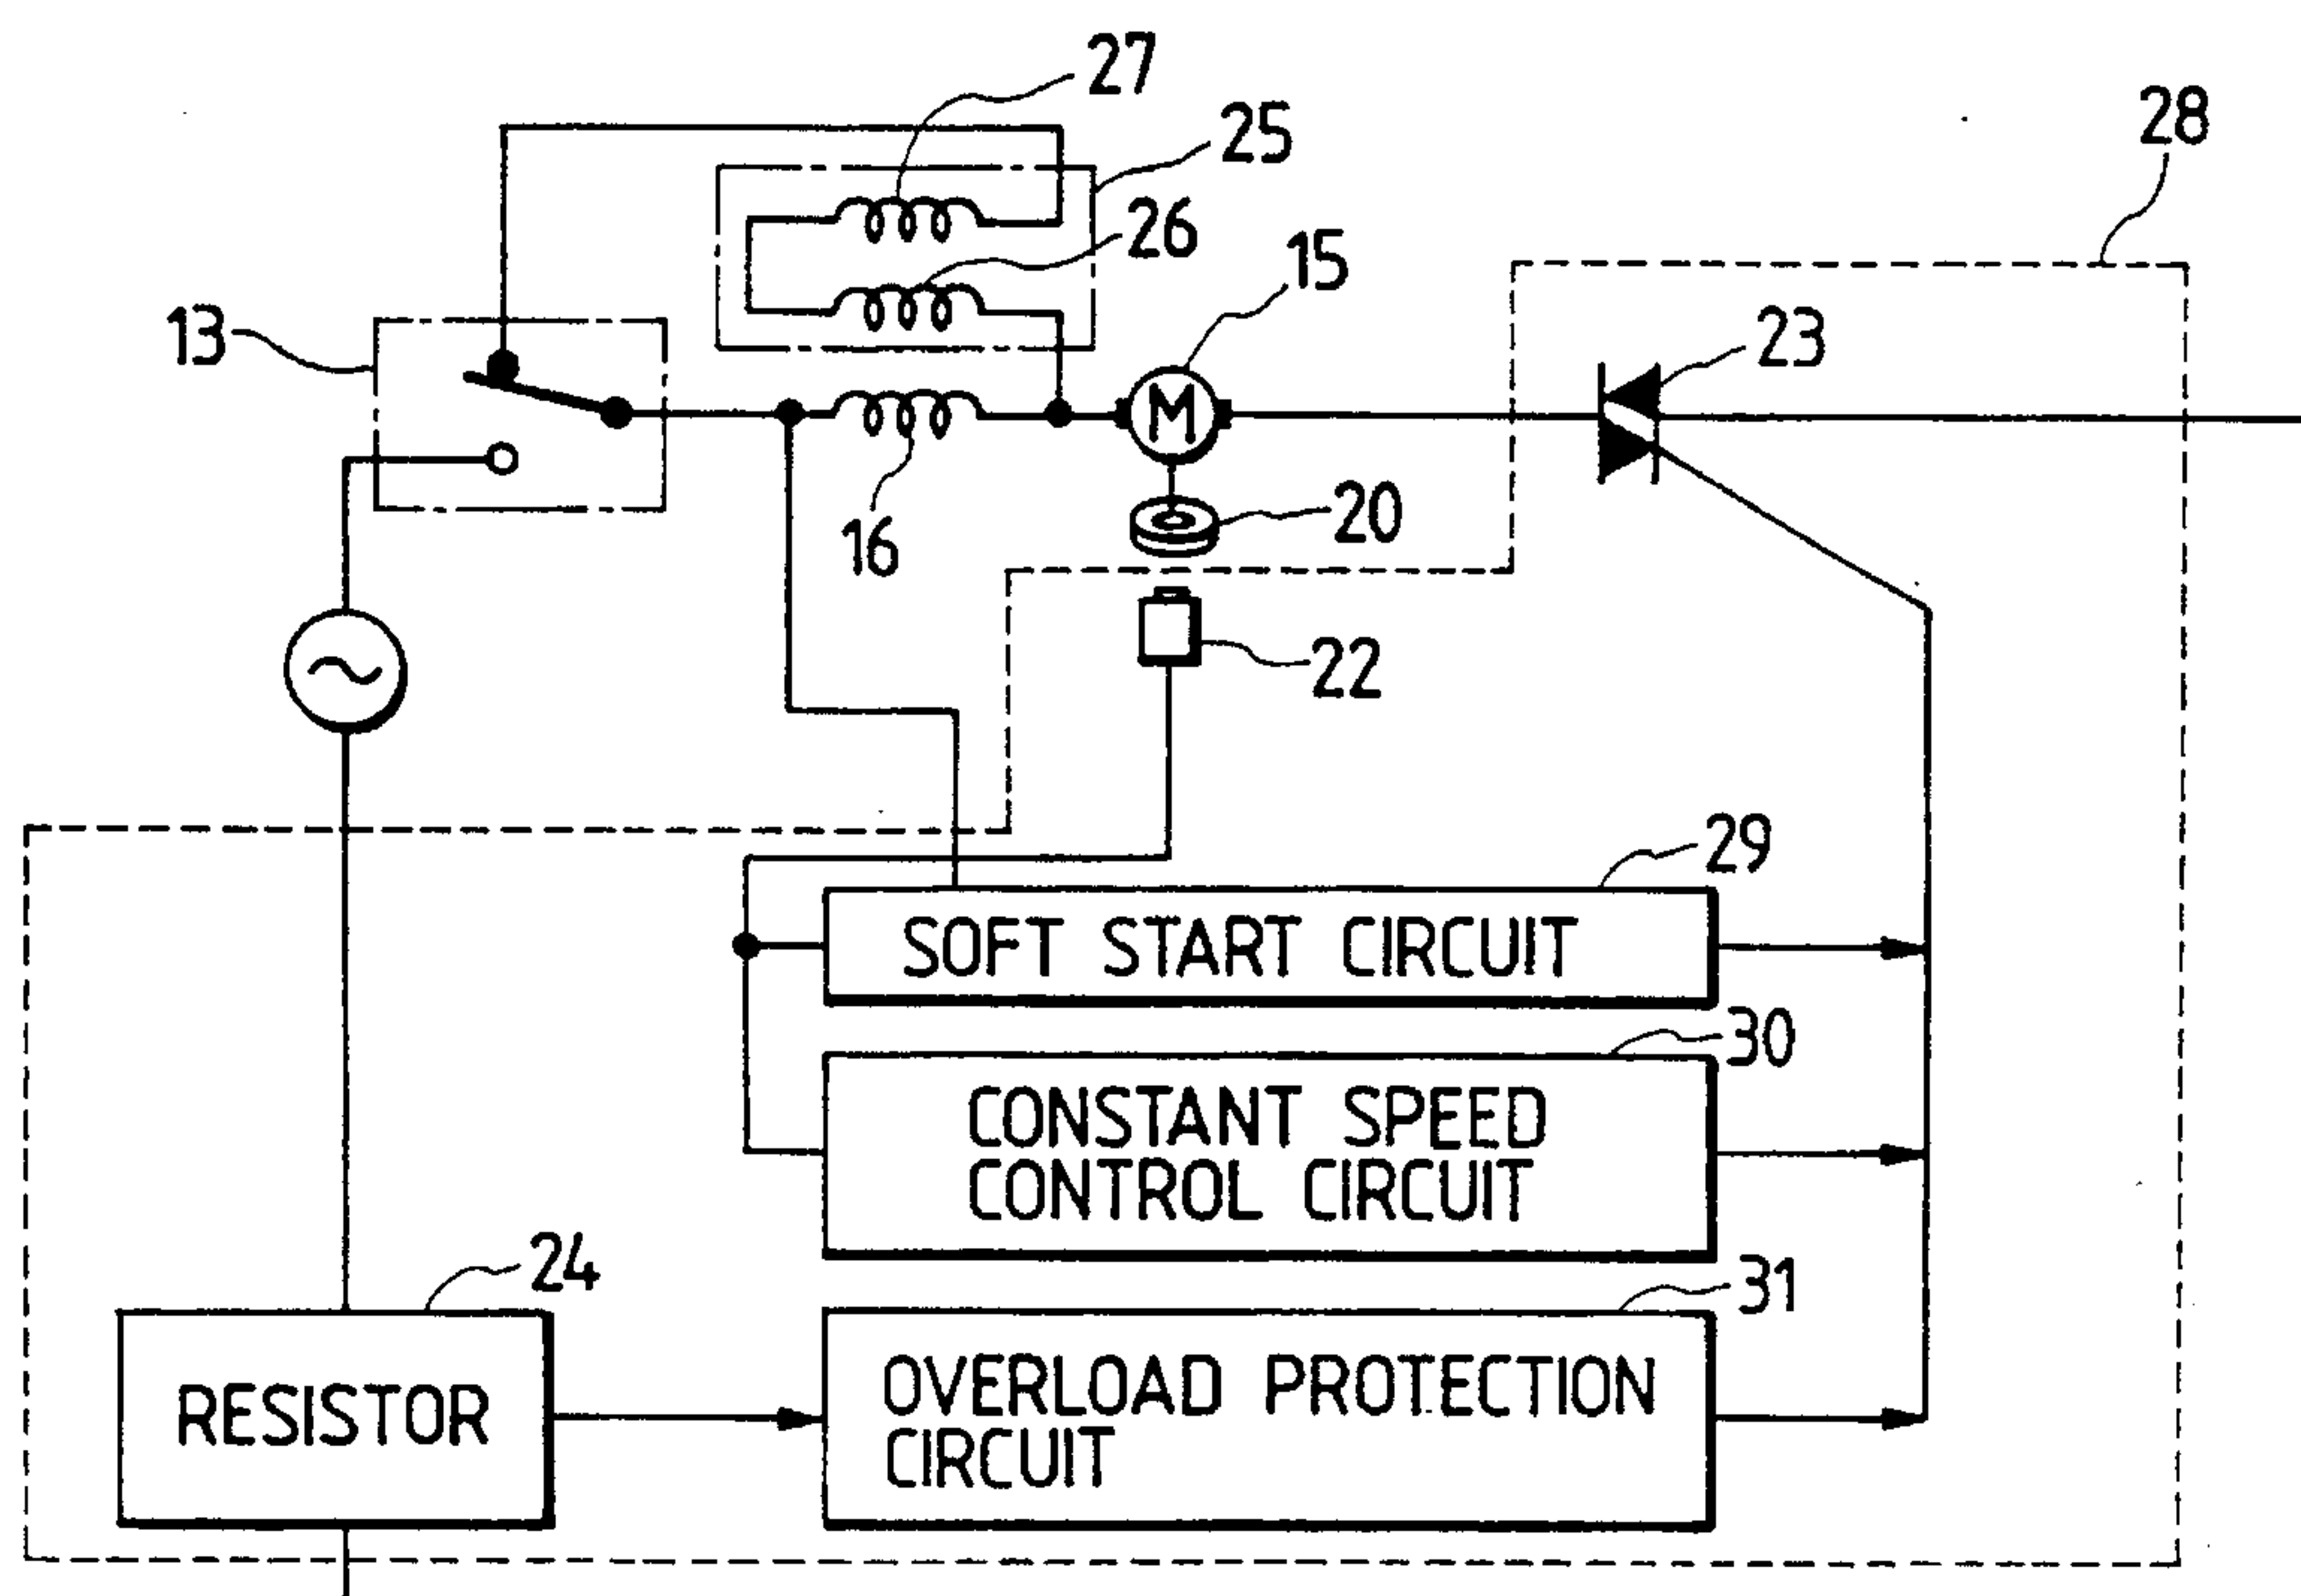 27
25
28
26
15
13
23
M
20
16
22
29
SOFT START CIRCUIT
30
CONSTANT SPEED
CONTROL CIRCUIT
24
31
RESISTOR
OVERLOAD PROTECTION
CIRCUIT